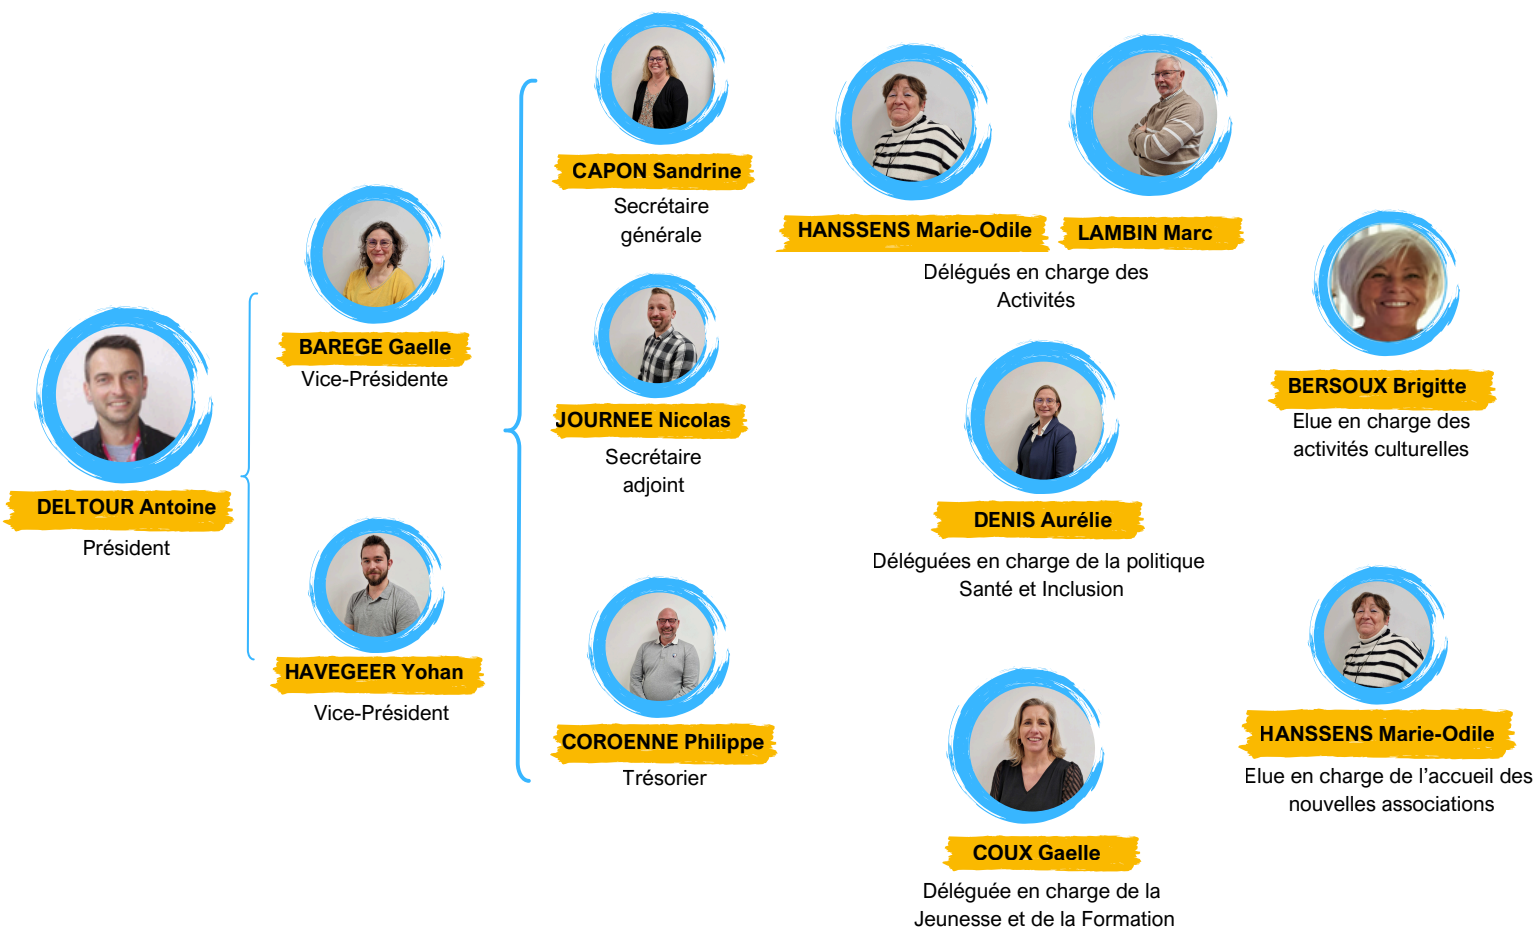 DELTOUR Antoine
Président
BAREGE Gaelle
Vice-Présidente
HAVEGEER Yohan
Vice-Président
CAPON Sandrine
Secrétaire
générale
JOURNEE Nicolas
Secrétaire
adjoint
COROENNE Philippe
Trésorier
HANSSENS Marie-Odile
LAMBIN Marc
Délégués en charge des
Activités
DENIS Aurélie
Déléguées en charge de la politique
Santé et Inclusion
COUX Gaelle
Déléguée en charge de la
Jeunesse et de la Formation
BERSOUX Brigitte
Elue en charge des
activités culturelles
HANSSENS Marie-Odile
Elue en charge de l’accueil des
nouvelles associations